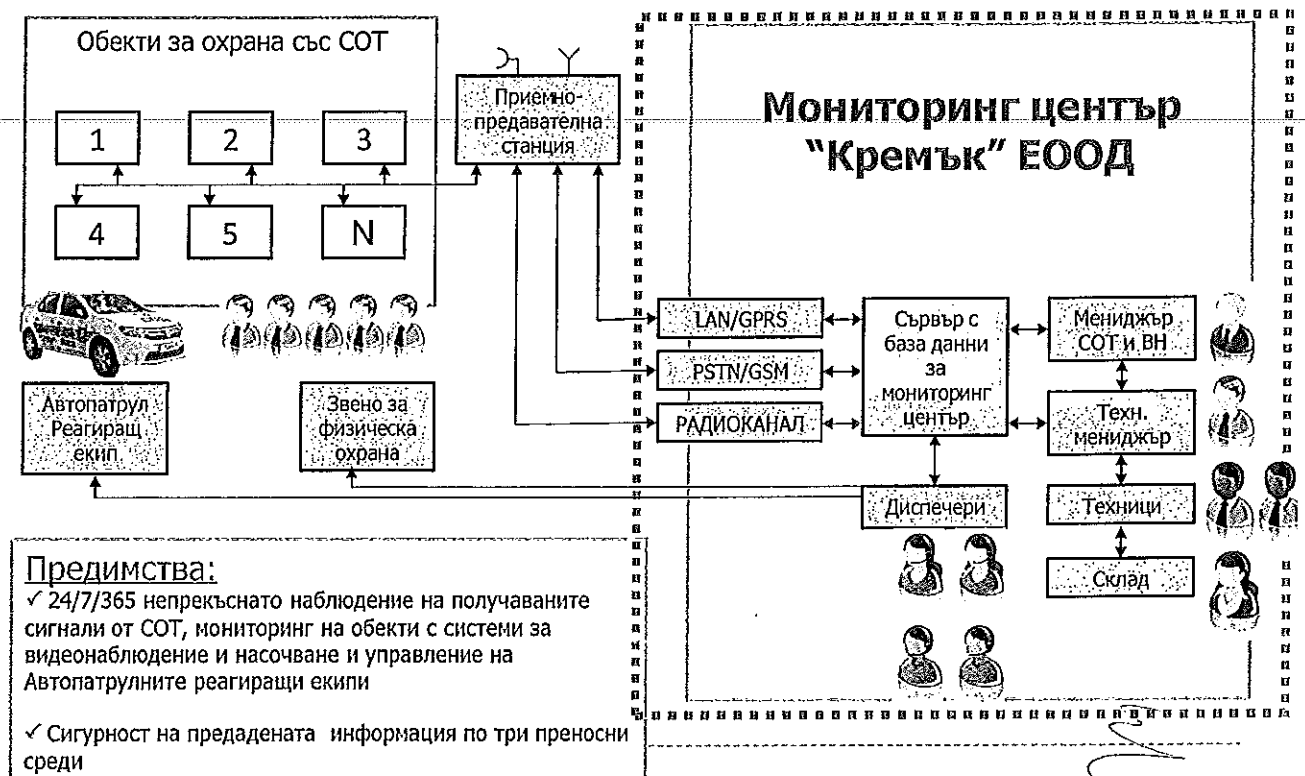 Обекти за охрана със СОТ
1
2
3
4
5
N
Приемно-
предавателна
станция
Мониторинг център
"Кремък" ЕООД
LAN/GPRS
PSTN/GSM
РАДИОКАНАЛ
Сървър с
база данни
за
мониторинг
център
Мениджър
СОТ и ВН
Техн.
мениджър
Техници
Склад
Диспечери
Автопатрул
Реагиращ
екип
Звено за
физическа
охрана
Предимства:
✓ 24/7/365 непрекъснато наблюдение на получаваните
сигнали от СОТ, мониторинг на обекти с системи за
видеонаблюдение и насочване и управление на
Автопатрулните реагиращи екипи
✓ Сигурност на предадената информация по три преносни
среди